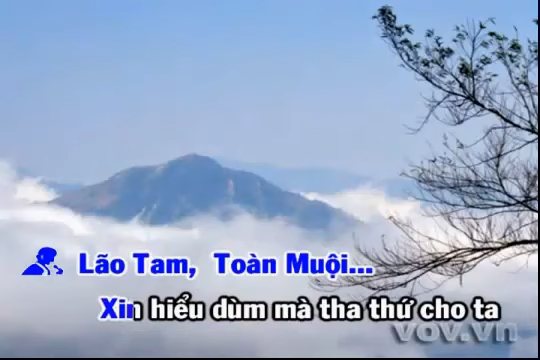 Lão Tam, Toàn Muội...
Xin hiểu dùm mà tha thứ cho ta
vov.vn